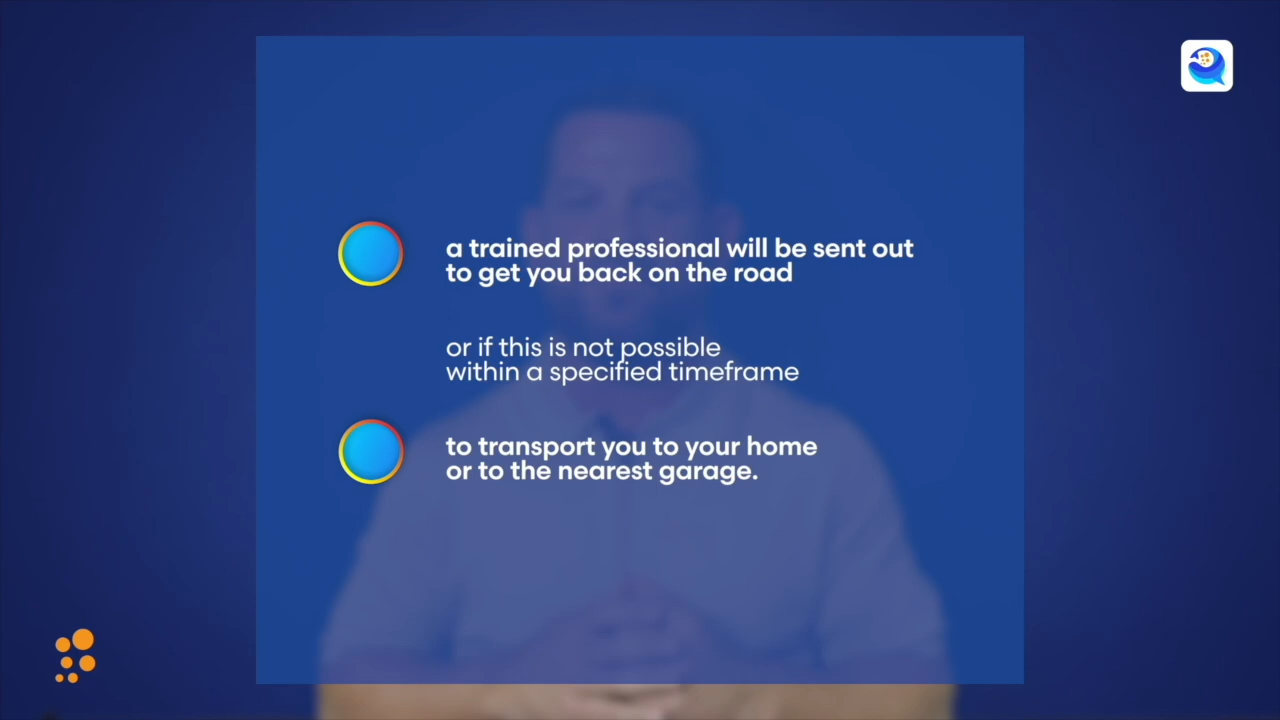 a trained professional will be sent out
to get you back on the road
or if this is not possible
within a specified timeframe
to transport you to your home
or to the nearest garage.